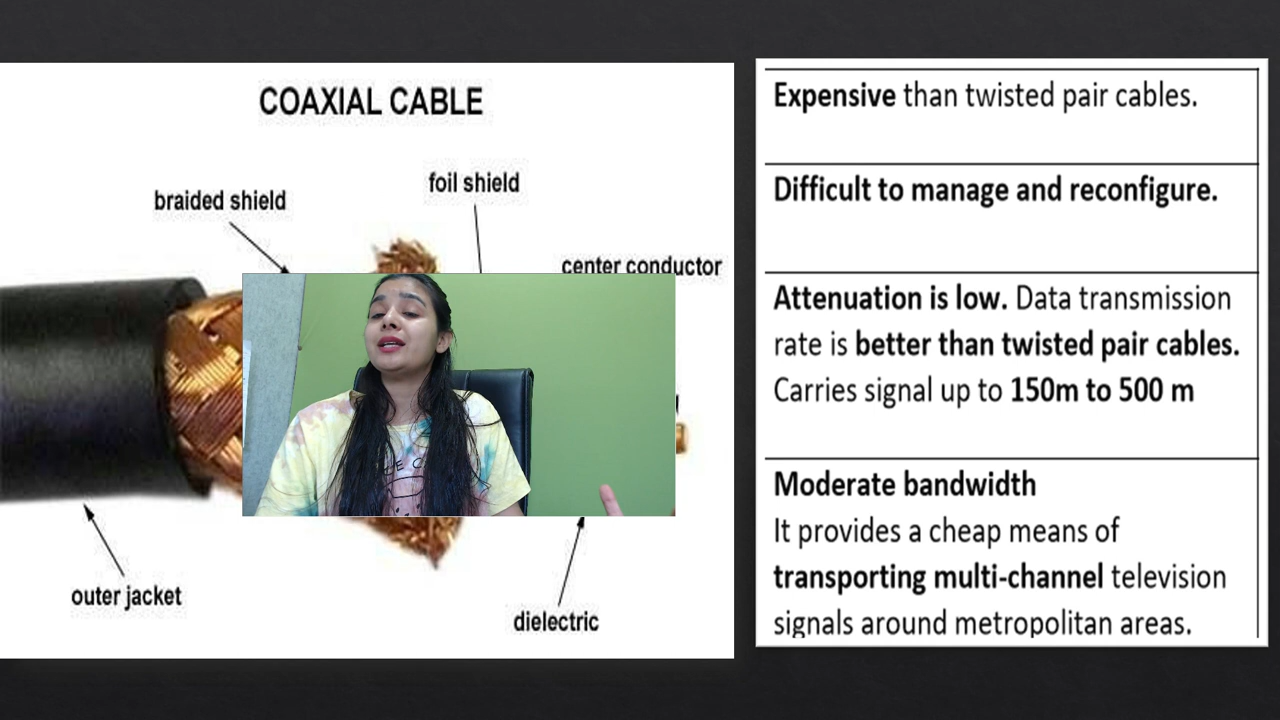 COAXIAL CABLE
foil shield
braided shield
center conductor
outer jacket
dielectric
Expensive than twisted pair cables.
Difficult to manage and reconfigure.
Attenuation is low. Data transmission
rate is better than twisted pair cables.
Carries signal up to 150m to 500 m
Moderate bandwidth
It provides a cheap means of
transporting multi-channel television
signals around metropolitan areas.